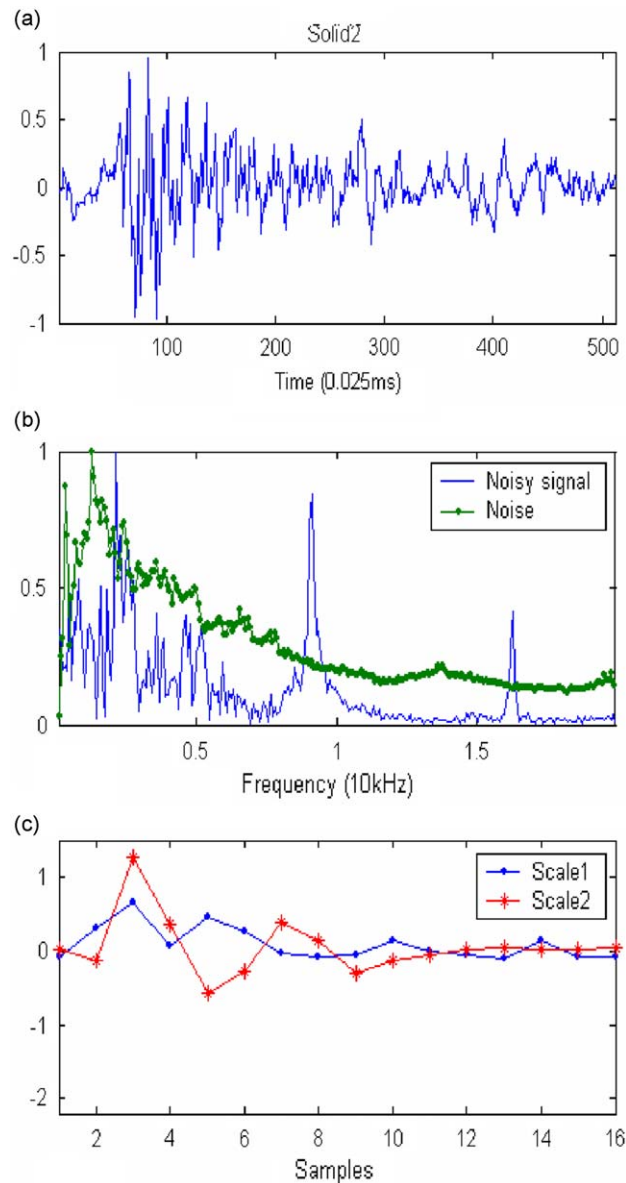 (a)
Solid2
1
0.5
0
-0.5
-1
100 200 300 400 500
Time (0.025ms)
(b)
1
0.5
0
Noisy signal
Noise
0.5 1 1.5
Frequency (10kHz)
(c)
1
0
-1
-2
Scale1
Scale2
2 4 6 8 10 12 14 16
Samples